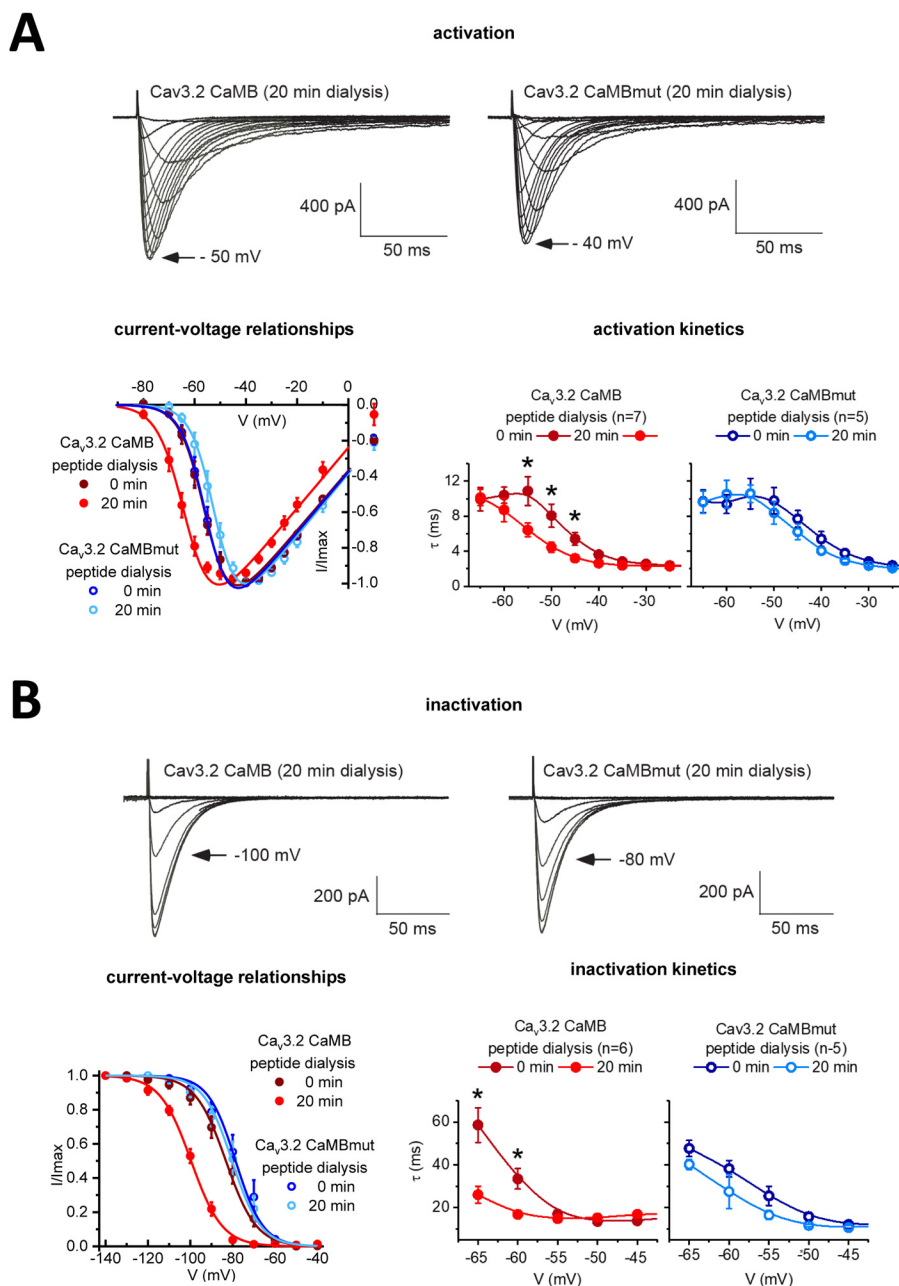 A
activation
Cav3.2 CaMB (20 min dialysis)
Cav3.2 CaMBmut (20 min dialysis)
400 pA
50 ms
- 50 mV
400 pA
50 ms
- 40 mV
current-voltage relationships
activation kinetics
-80 -60 -40 -20 0
V (mV)
0.0
-0.2
-0.4
-0.6
-0.8
-1.0
I/Imax
Cav3.2 CaMB
peptide dialysis
0 min
20 min
Cav3.2 CaMBmut
peptide dialysis
0 min
20 min
Cav3.2 CaMB
peptide dialysis (n=7)
0 min 20 min
* * *
12
8
4
0
τ (ms)
-60 -50 -40 -30
V (mV)
Cav3.2 CaMBmut
peptide dialysis (n=5)
0 min 20 min
-60 -50 -40 -30
V (mV)
B
inactivation
Cav3.2 CaMB (20 min dialysis)
Cav3.2 CaMBmut (20 min dialysis)
-100 mV
200 pA
50 ms
-80 mV
200 pA
50 ms
current-voltage relationships
inactivation kinetics
Cav3.2 CaMB
peptide dialysis
0 min
20 min
Cav3.2 CaMBmut
peptide dialysis
0 min
20 min
1.0
0.8
0.6
0.4
0.2
0.0
I/Imax
-140 -120 -100 -80 -60 -40
V (mV)
Cav3.2 CaMB
peptide dialysis (n=6)
0 min 20 min
* *
60
40
20
τ (ms)
-65 -60 -55 -50 -45
V (mV)
Cav3.2 CaMBmut
peptide dialysis (n-5)
0 min 20 min
-65 -60 -55 -50 -45
V (mV)